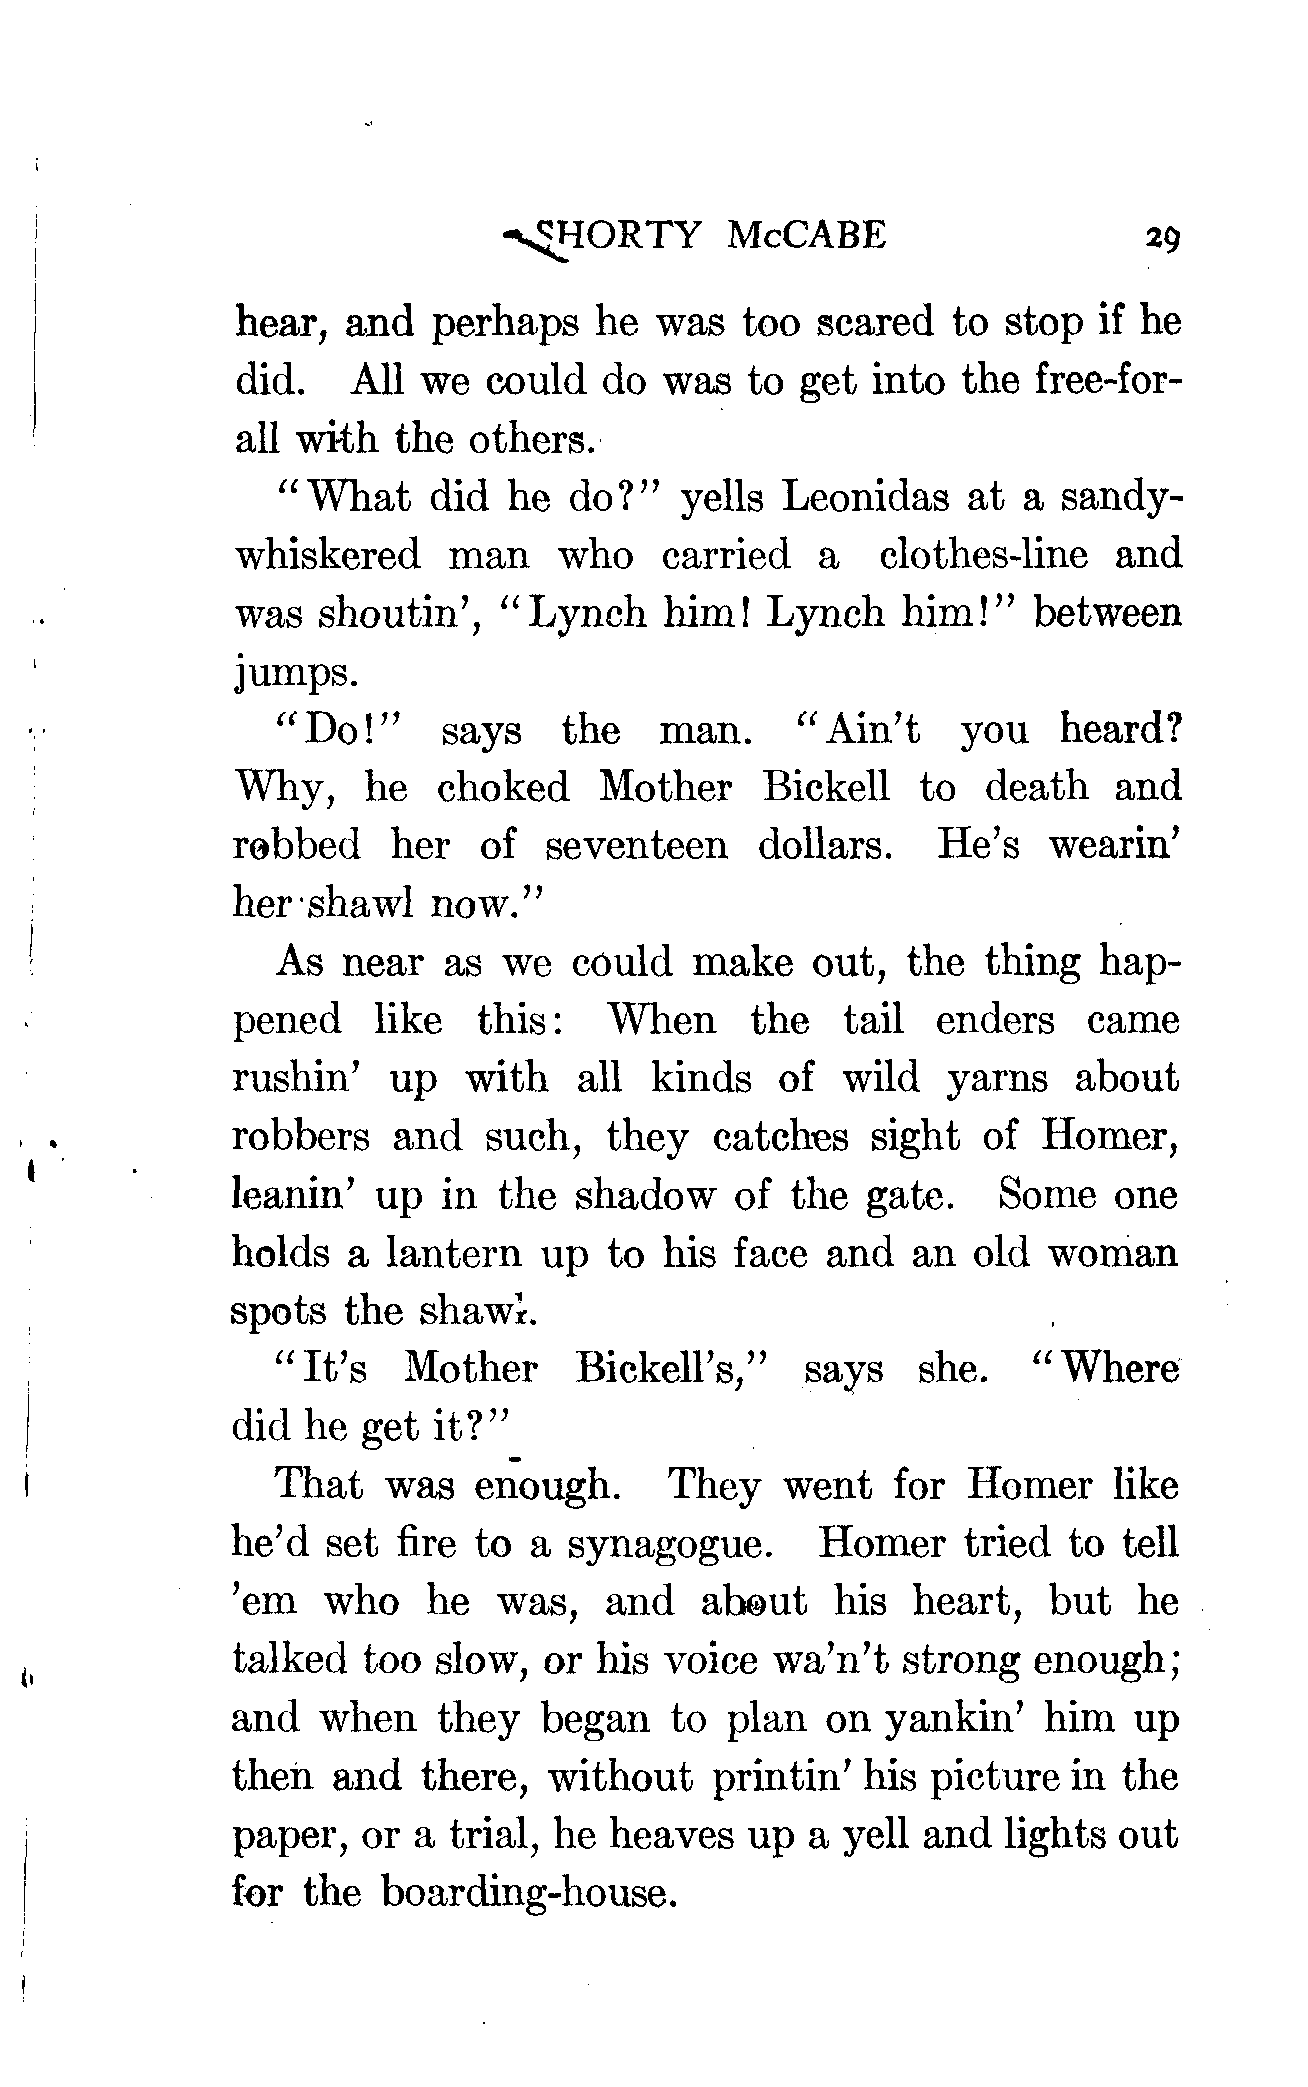 SHORTY McCABE 29
hear, and perhaps he was too scared to stop if he
did. All we could do was to get into the free-for-
all with the others.
"What did he do?" yells Leonidas at a sandy-
whiskered man who carried a clothes-line and
was shoutin', "Lynch him! Lynch him!" between
jumps.
"Do!" says the man. "Ain't you heard?
Why, he choked Mother Bickell to death and
robbed her of seventeen dollars. He's wearin'
her shawl now."
As near as we could make out, the thing hap-
pened like this: When the tail enders came
rushin' up with all kinds of wild yarns about
robbers and such, they catches sight of Homer,
leanin' up in the shadow of the gate. Some one
holds a lantern up to his face and an old woman
spots the shawl.
"It's Mother Bickell's," says she. "Where
did he get it?"
That was enough. They went for Homer like
he'd set fire to a synagogue. Homer tried to tell
'em who he was, and about his heart, but he
talked too slow, or his voice wa'n't strong enough;
and when they began to plan on yankin' him up
then and there, without printin' his picture in the
paper, or a trial, he heaves up a yell and lights out
for the boarding-house.